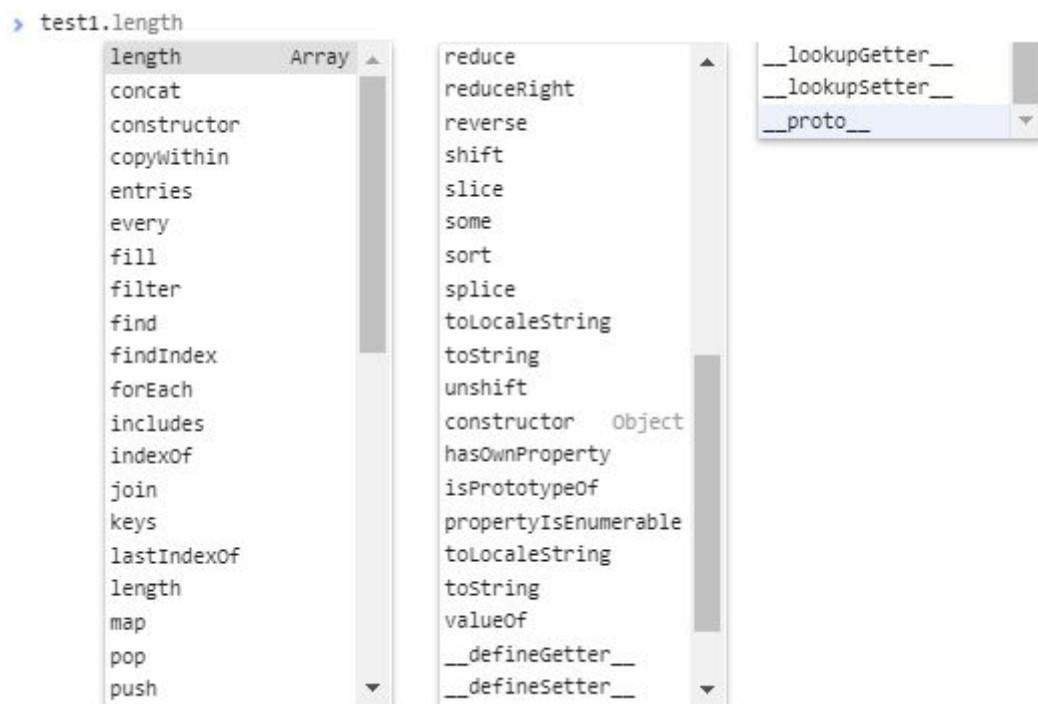 > test1.length
length Array
concat
constructor
copyWithin
entries
every
fill
filter
find
findIndex
forEach
includes
indexOf
join
keys
lastIndexOf
length
map
pop
push
reduce
reduceRight
reverse
shift
slice
some
sort
splice
toLocaleString
toString
unshift
constructor Object
hasOwnProperty
isPrototypeOf
propertyIsEnumerable
toLocaleString
toString
valueOf
__defineGetter__
__defineSetter__
__lookupGetter__
__lookupSetter__
__proto__